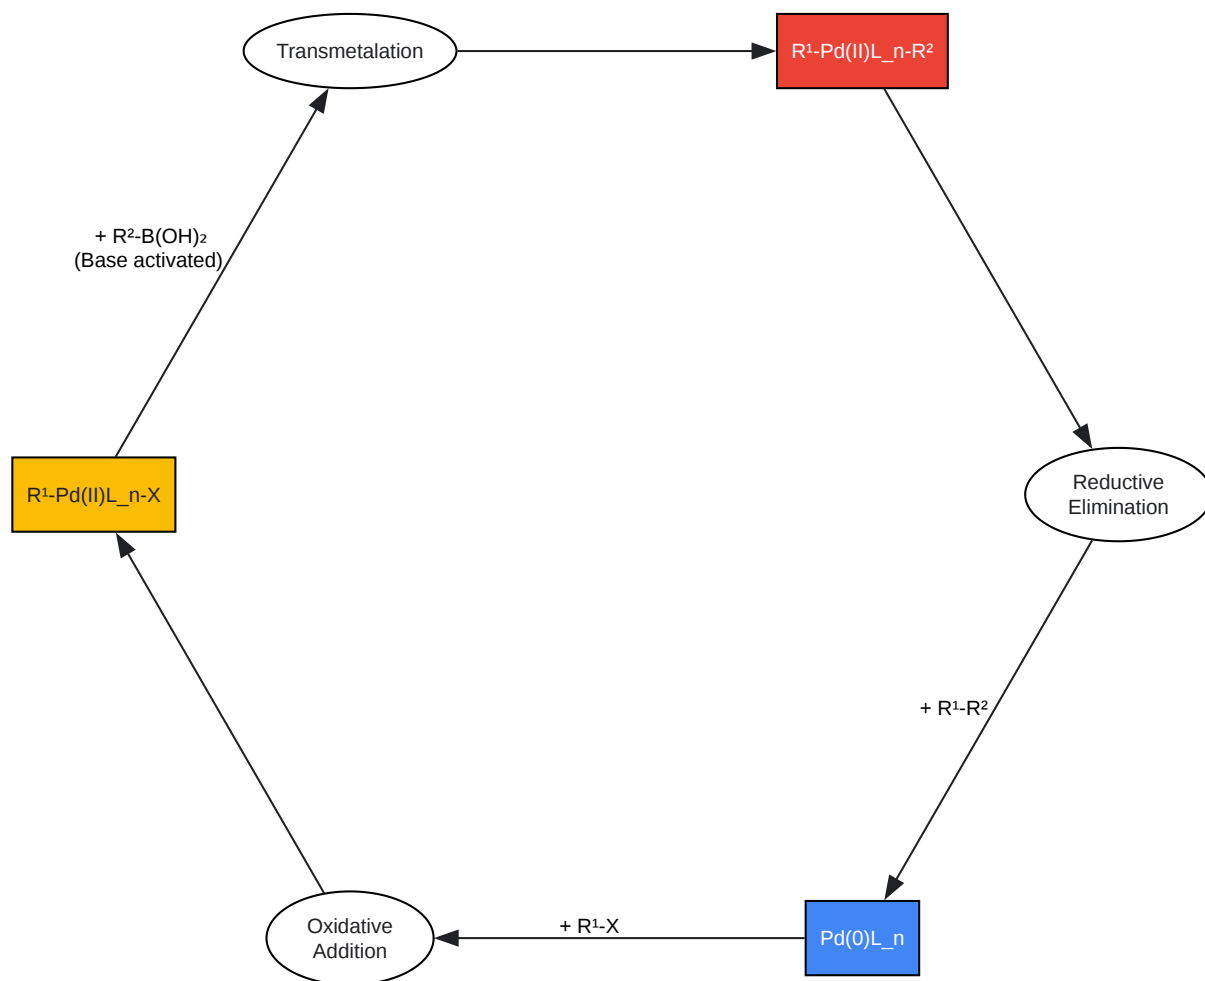 Transmetalation
R¹-Pd(II)L_n-R²
+ R²-B(OH)₂
(Base activated)
R¹-Pd(II)L_n-X
Reductive
Elimination
+ R¹-R²
Oxidative
Addition
+ R¹-X
Pd(0)L_n